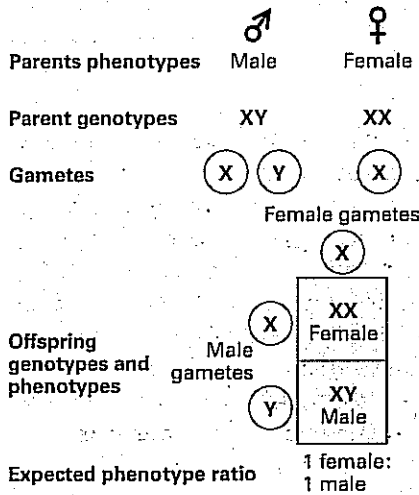 ♂ ♀
Parents phenotypes Male Female
Parent genotypes XY XX
Gametes X Y X
Female gametes
X
X XX
Female
Offspring genotypes and phenotypes
Male gametes
Y XY
Male
Expected phenotype ratio 1 female:
1 male